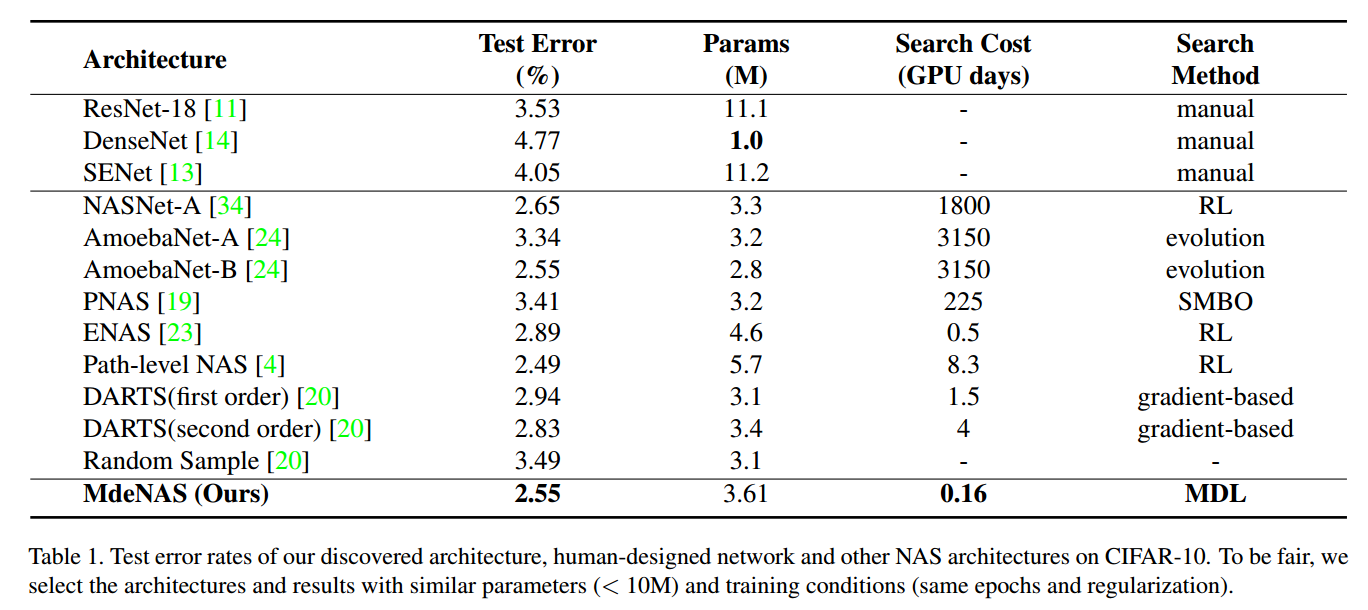 Architecture Test Error (%) Params (M) Search Cost (GPU days) Search Method
ResNet-18 [11] 3.53 11.1 - manual
DenseNet [14] 4.77 1.0 - manual
SENet [13] 4.05 11.2 - manual
NASNet-A [34] 2.65 3.3 1800 RL
AmoebaNet-A [24] 3.34 3.2 3150 evolution
AmoebaNet-B [24] 2.55 2.8 3150 evolution
PNAS [19] 3.41 3.2 225 SMBO
ENAS [23] 2.89 4.6 0.5 RL
Path-level NAS [4] 2.49 5.7 8.3 RL
DARTS(first order) [20] 2.94 3.1 1.5 gradient-based
DARTS(second order) [20] 2.83 3.4 4 gradient-based
Random Sample [20] 3.49 3.1 - -
MdeNAS (Ours) 2.55 3.61 0.16 MDL
Table 1. Test error rates of our discovered architecture, human-designed network and other NAS architectures on CIFAR-10. To be fair, we
select the architectures and results with similar parameters (< 10M) and training conditions (same epochs and regularization).